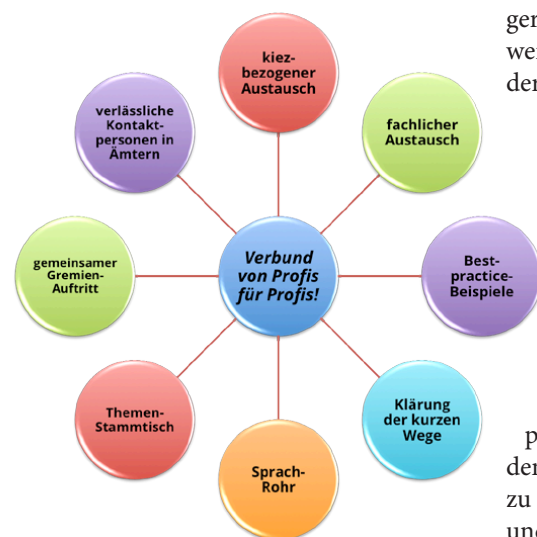 kiez-
bezogener
Austausch
fachlicher
Austausch
Best-
practice-
Beispiele
Klärung
der kurzen
Wege
Sprach-
Rohr
Themen-
Stammtisch
gemeinsamer
Gremien-
Auftritt
verlässliche
Kontakt-
personen in
Ämtern
Verbund
von Profis
für Profis!
zu